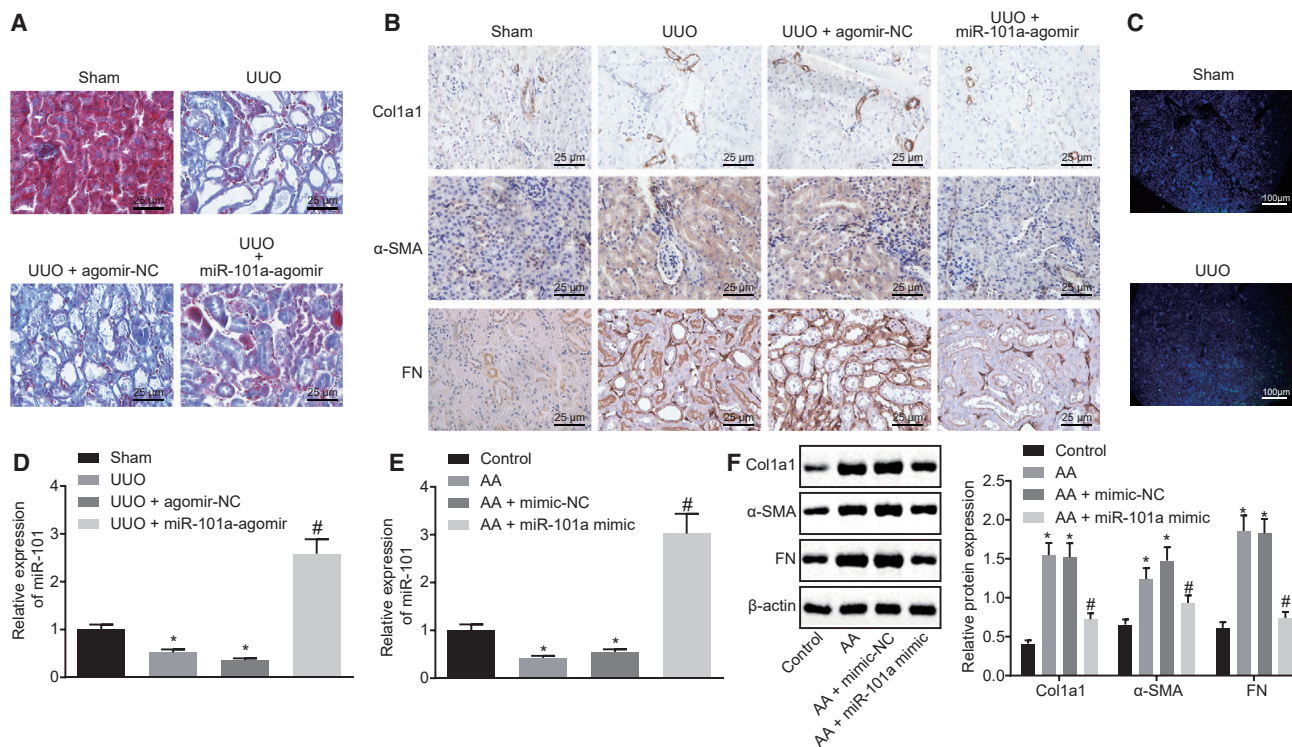 A
Sham
UUO
25 µm
25 µm
UUO + agomir-NC
UUO
+
miR-101a-agomir
25 µm
25 µm
B
Sham
UUO
UUO + agomir-NC
UUO +
miR-101a-agomir
Col1a1
25 µm
25 µm
25 µm
25 µm
α-SMA
25 µm
25 µm
25 µm
25 µm
FN
25 µm
25 µm
25 µm
25 µm
C
Sham
100µm
UUO
100µm
D
Sham
UUO
UUO + agomir-NC
UUO + miR-101a-agomir
Relative expression
of miR-101
4
3
2
1
0
*
*
#
E
Control
AA
AA + mimic-NC
AA + miR-101a mimic
Relative expression
of miR-101
4
3
2
1
0
*
*
#
F
Col1a1
α-SMA
FN
β-actin
Control
AA
AA + mimic-NC
AA + miR-101a mimic
Control
AA
AA + mimic-NC
AA + miR-101a mimic
Relative protein expression
2.5
2.0
1.5
1.0
0.5
0.0
* * #
* * #
* * #
Col1a1
α-SMA
FN